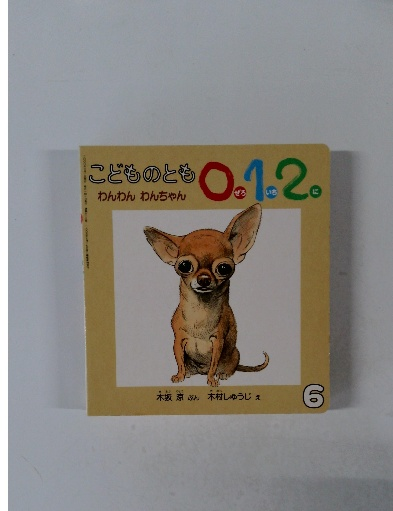 こどものとも 0.1.2.
ぜろ いち に
わんわん わんちゃん
木坂 涼 ぶん 木村しゅうじ え
6